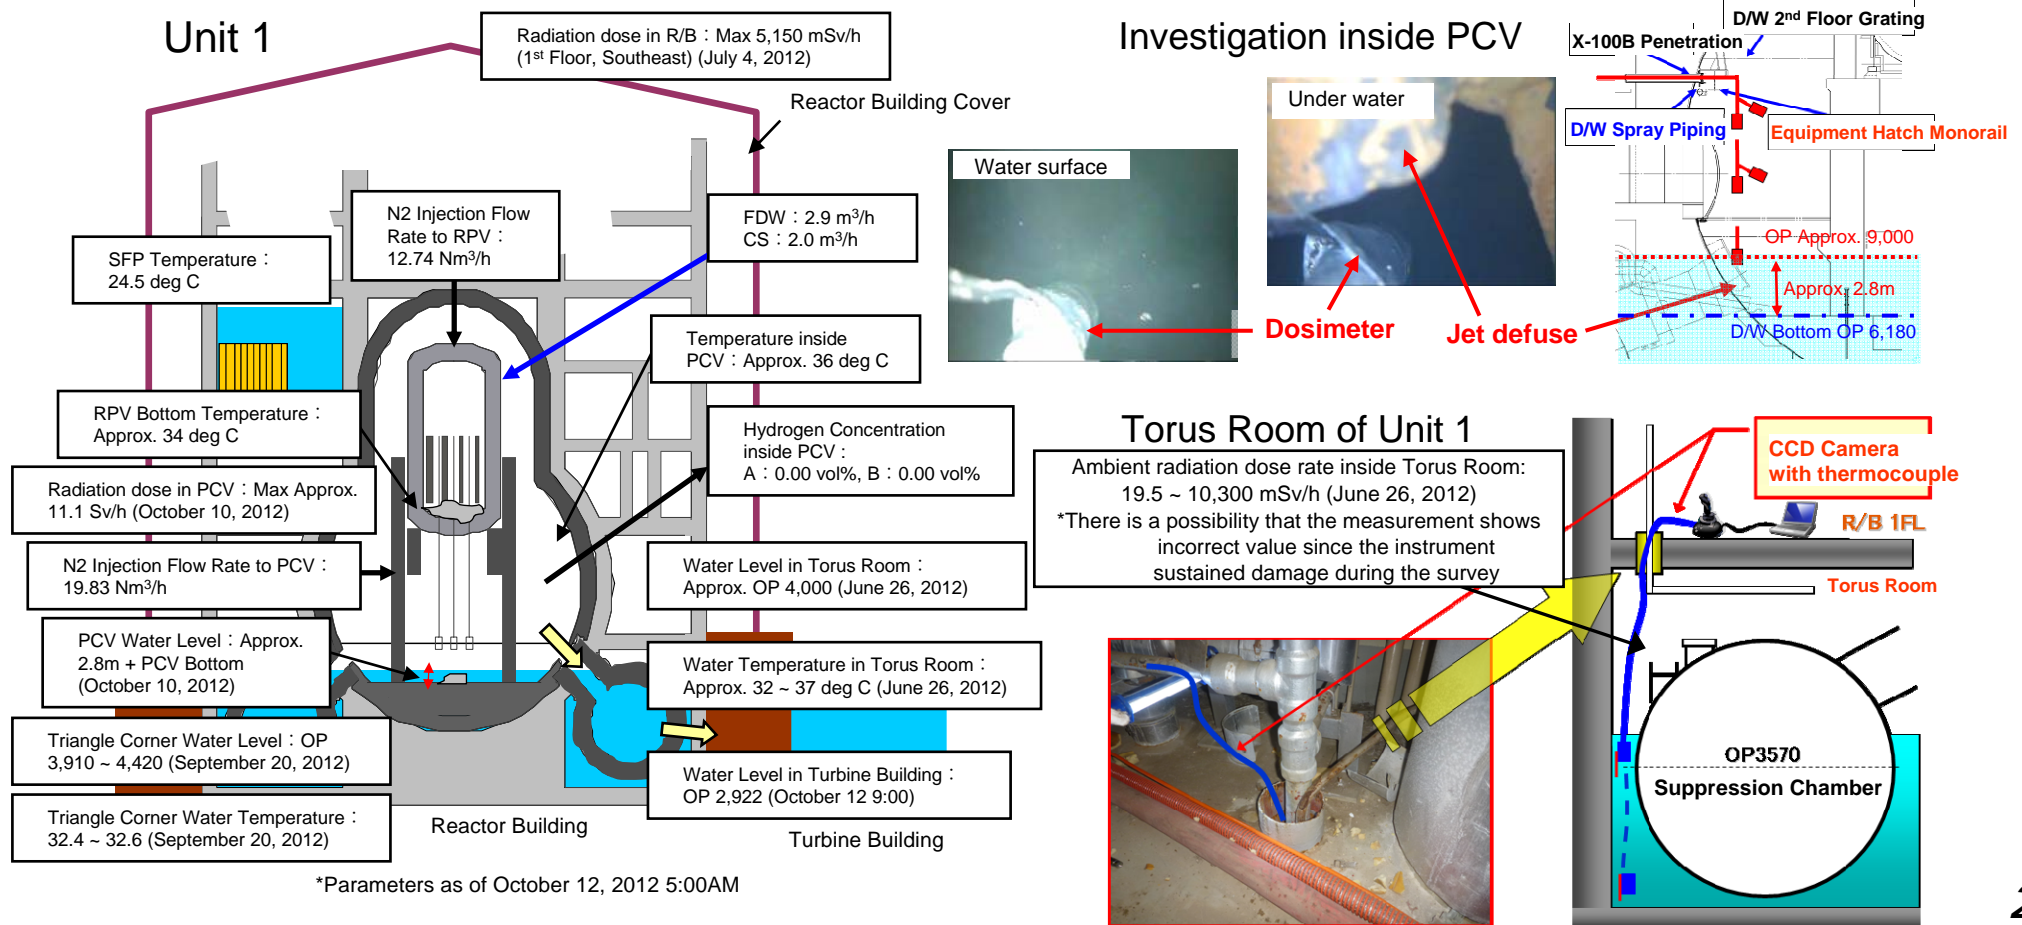 Unit 1
Radiation dose in R/B：Max 5,150 mSv/h
(1st Floor, Southeast) (July 4, 2012)
Reactor Building Cover
N2 Injection Flow
Rate to RPV：
12.74 Nm3/h
FDW：2.9 m3/h
CS：2.0 m3/h
SFP Temperature：
24.5 deg C
Temperature inside
PCV：Approx. 36 deg C
RPV Bottom Temperature：
Approx. 34 deg C
Hydrogen Concentration
inside PCV：
A：0.00 vol%, B：0.00 vol%
Radiation dose in PCV：Max Approx.
11.1 Sv/h (October 10, 2012)
N2 Injection Flow Rate to PCV：
19.83 Nm3/h
Water Level in Torus Room：
Approx. OP 4,000 (June 26, 2012)
PCV Water Level：Approx.
2.8m + PCV Bottom
(October 10, 2012)
Water Temperature in Torus Room：
Approx. 32 ~ 37 deg C (June 26, 2012)
Triangle Corner Water Level：OP
3,910 ~ 4,420 (September 20, 2012)
Water Level in Turbine Building：
OP 2,922 (October 12 9:00)
Triangle Corner Water Temperature：
32.4 ~ 32.6 (September 20, 2012)
Reactor Building
Turbine Building
*Parameters as of October 12, 2012 5:00AM
Investigation inside PCV
Water surface
Under water
Dosimeter
Jet defuse
D/W 2nd Floor Grating
X-100B Penetration
D/W Spray Piping
Equipment Hatch Monorail
OP Approx. 9,000
Approx. 2.8m
D/W Bottom OP 6,180
Torus Room of Unit 1
Ambient radiation dose rate inside Torus Room:
19.5 ~ 10,300 mSv/h (June 26, 2012)
*There is a possibility that the measurement shows
incorrect value since the instrument
sustained damage during the survey
CCD Camera
with thermocouple
R/B 1FL
Torus Room
OP3570
Suppression Chamber
2